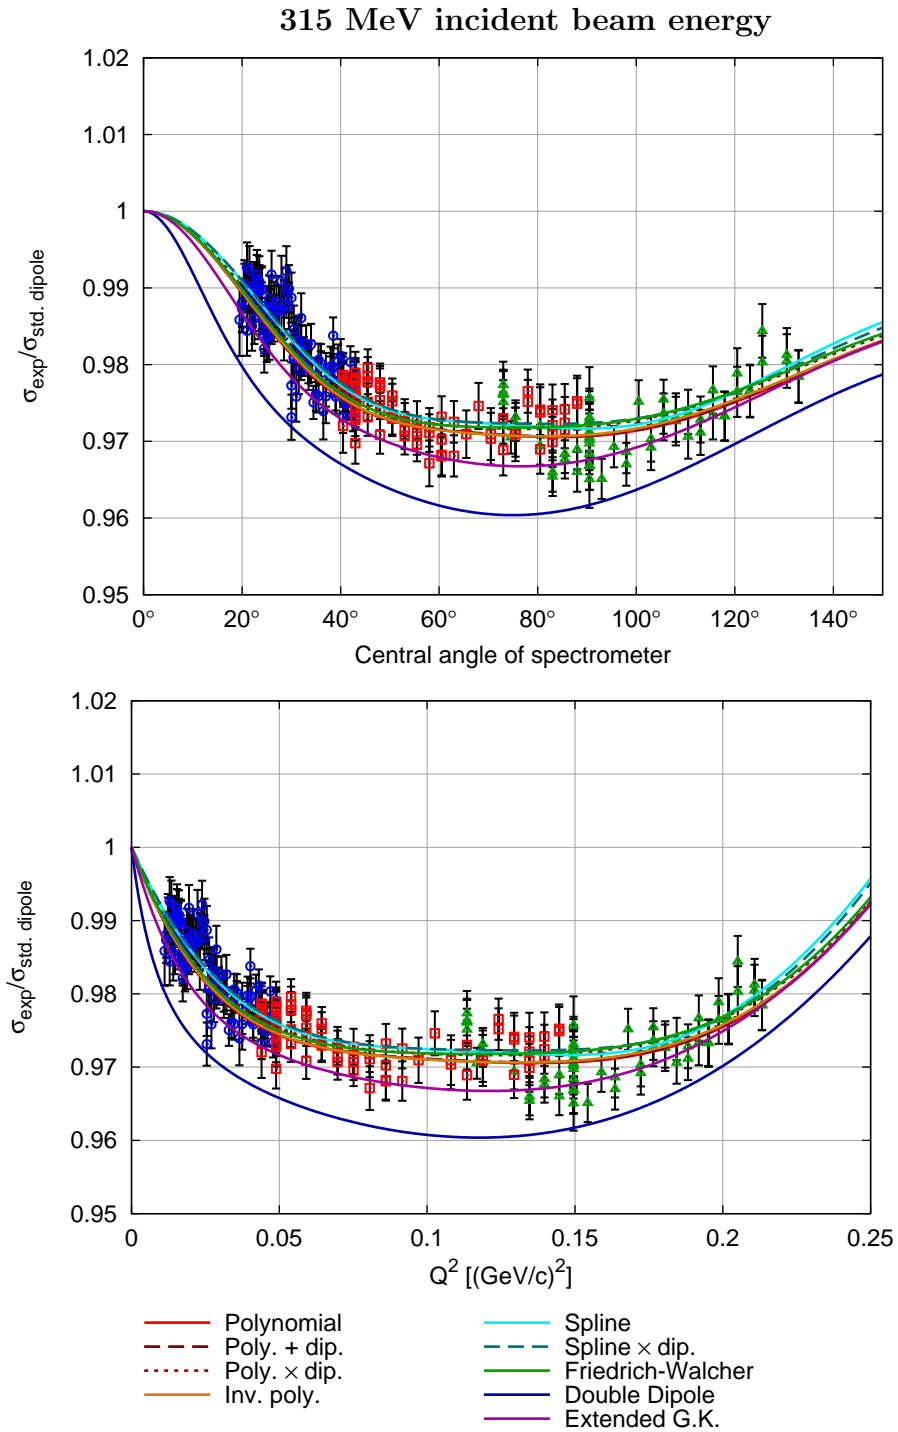 315 MeV incident beam energy
1.02
1.01
1
0.99
0.98
0.97
0.96
0.95
σexp/σstd. dipole
0° 20° 40° 60° 80° 100° 120° 140°
Central angle of spectrometer
1.02
1.01
1
0.99
0.98
0.97
0.96
0.95
σexp/σstd. dipole
0 0.05 0.1 0.15 0.2 0.25
Q² [(GeV/c)²]
Polynomial
Poly. + dip.
Poly. × dip.
Inv. poly.
Spline
Spline × dip.
Friedrich-Walcher
Double Dipole
Extended G.K.